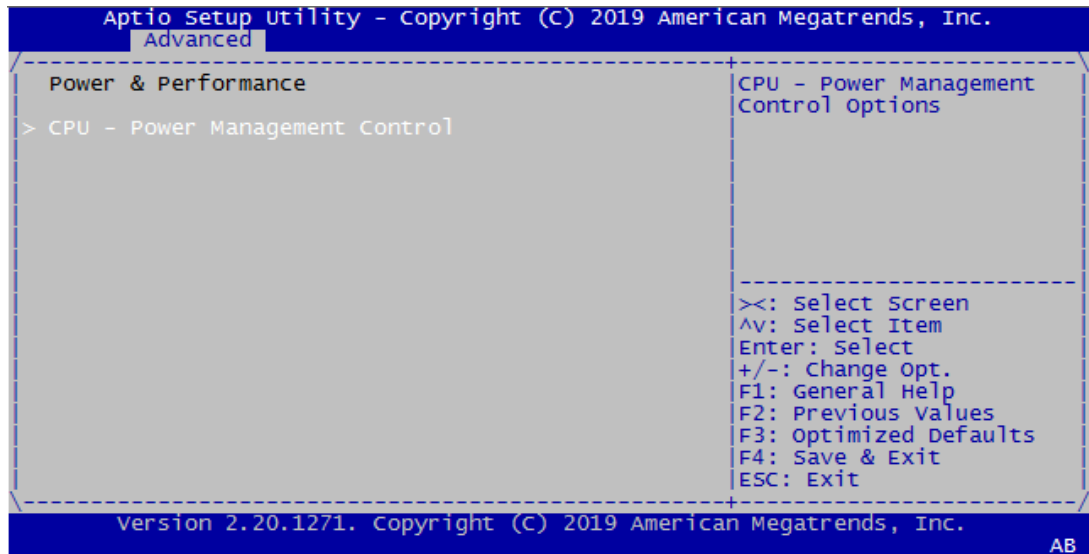 Aptio Setup Utility - Copyright (C) 2019 American Megatrends, Inc.
Advanced
Power & Performance
> CPU - Power Management Control
CPU - Power Management
Control Options
><: Select Screen
^v: Select Item
Enter: Select
+/-: Change Opt.
F1: General Help
F2: Previous Values
F3: Optimized Defaults
F4: Save & Exit
ESC: Exit
Version 2.20.1271. Copyright (C) 2019 American Megatrends, Inc.
AB